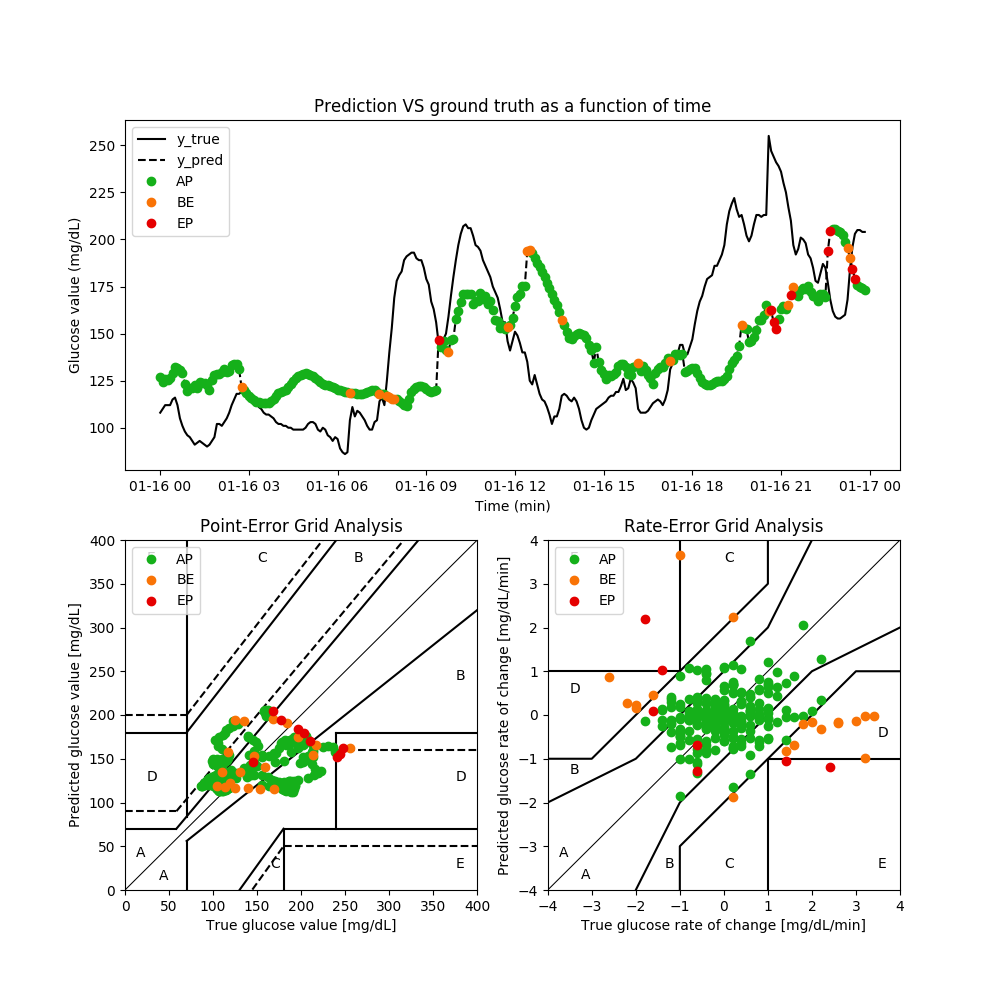 Prediction VS ground truth as a function of time
Glucose value (mg/dL)
250
225
200
175
150
125
100
y_true
y_pred
AP
BE
EP
01-16 00 01-16 03 01-16 06 01-16 09 01-16 12 01-16 15 01-16 18 01-16 21 01-17 00
Time (min)
Point-Error Grid Analysis
Predicted glucose value [mg/dl]
400
350
300
250
200
150
100
50
0
AP
BE
EP
C
B
B
D
D
A
A
C
E
0 50 100 150 200 250 300 350 400
True glucose value [mg/dL]
Rate-Error Grid Analysis
Predicted glucose rate of change [mg/dL/min]
4
3
2
1
0
−1
−2
−3
−4
AP
BE
EP
C
D
D
B
A
A
B
C
E
−4 −3 −2 −1 0 1 2 3 4
True glucose rate of change [mg/dL/min]